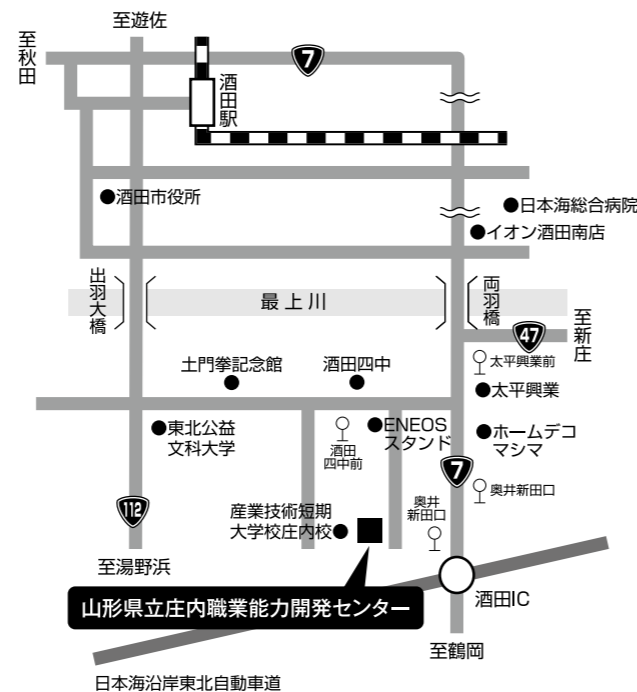 至遊佐
至秋田
7
酒田駅
●酒田市役所
●日本海総合病院
●イオン酒田南店
出羽大橋
最上川
両羽橋
至新庄
47
太平興業前
土門拳記念館
酒田四中
●太平興業
●東北公益
文科大学
酒田
四中前
●ENEOS
スタンド
●ホームデコ
マシマ
7
奥井新田口
112
産業技術短期
大学校庄内校●
奥井
新田口
至湯野浜
山形県立庄内職業能力開発センター
酒田IC
至鶴岡
日本海沿岸東北自動車道